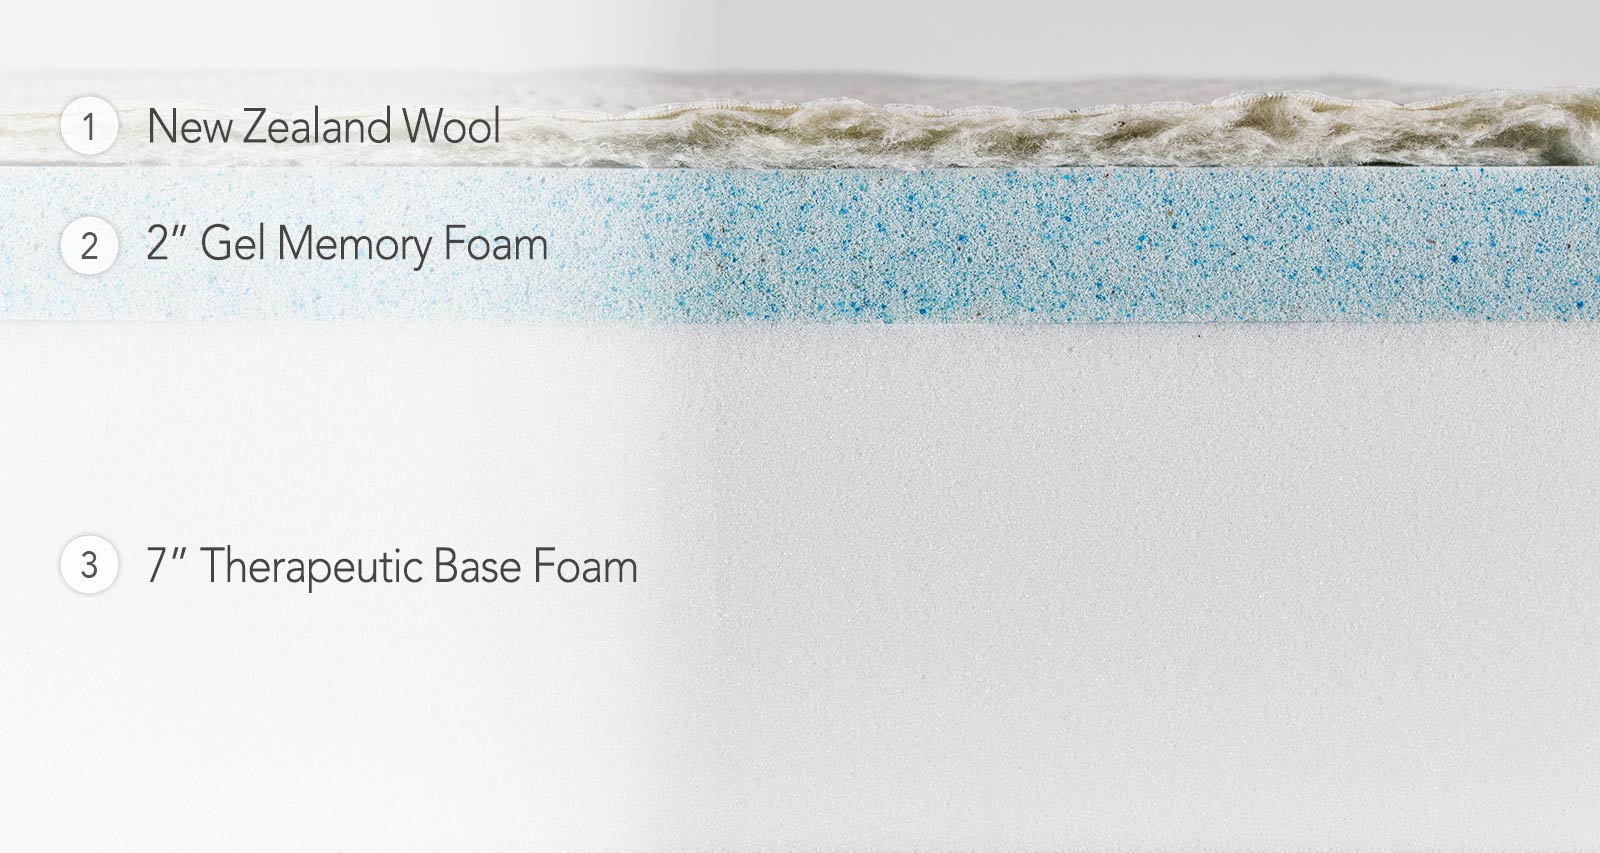 1 New Zealand Wool
2 2” Gel Memory Foam
3 7” Therapeutic Base Foam